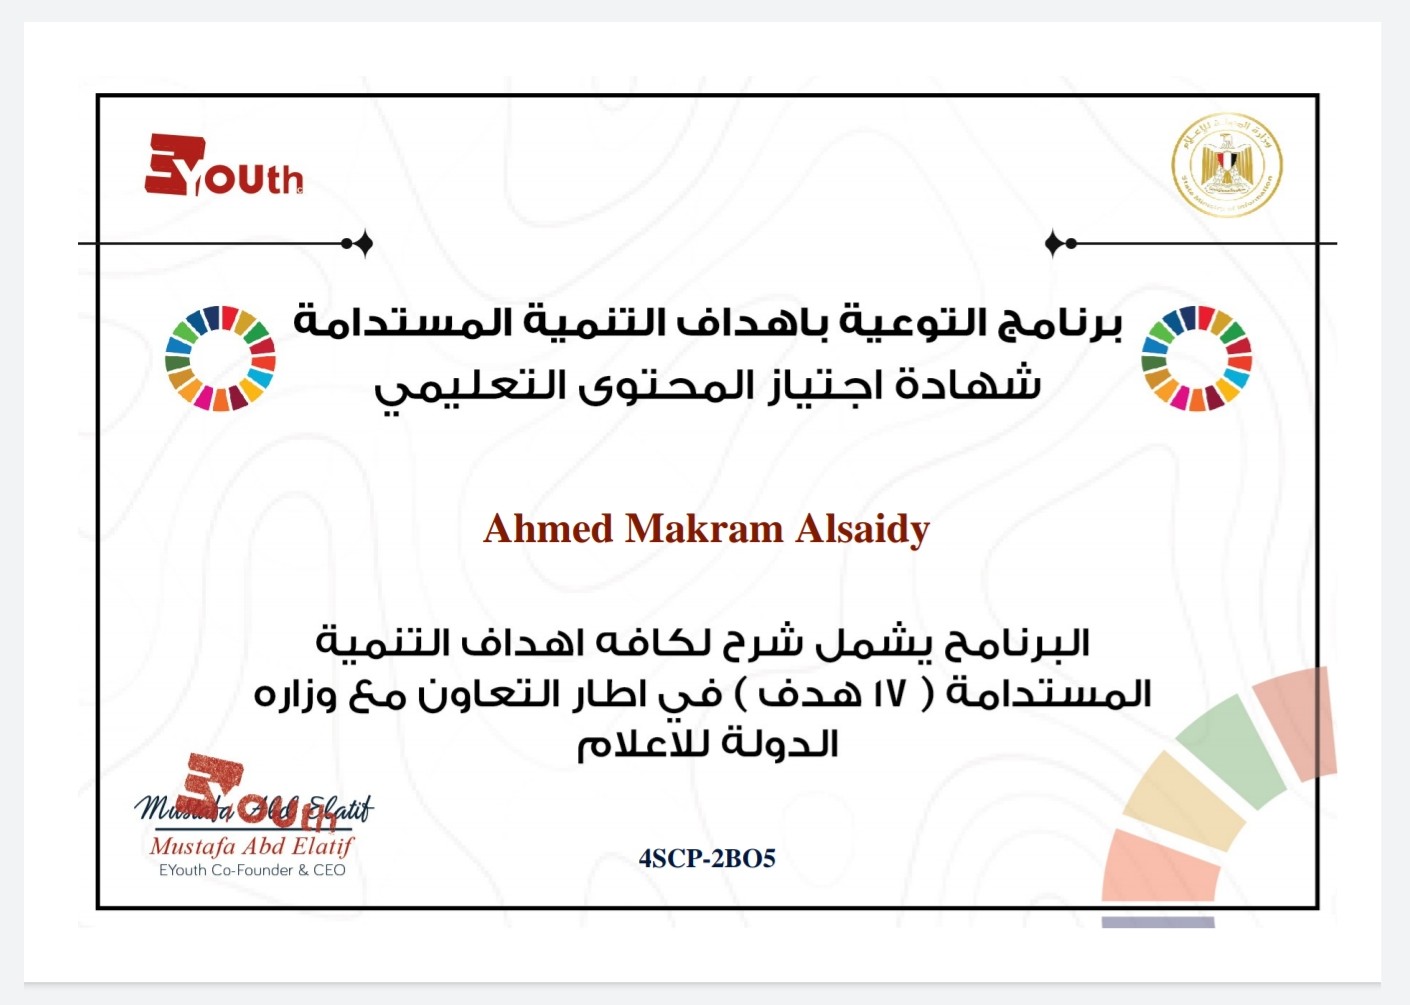 EYouth
وزارة الدولة للإعلام
State Ministry of Information
برنامج التوعية باهداف التنمية المستدامة
شهادة اجتياز المحتوى التعليمي
Ahmed Makram Alsaidy
البرنامج يشمل شرح لكافه اهداف التنمية
المستدامة ( ١٧ هدف ) في اطار التعاون مع وزاره
الدولة للاعلام
EYouth
Mustafa Abd Elatif
Mustafa Abd Elatif
EYouth Co-Founder & CEO
4SCP-2BO5